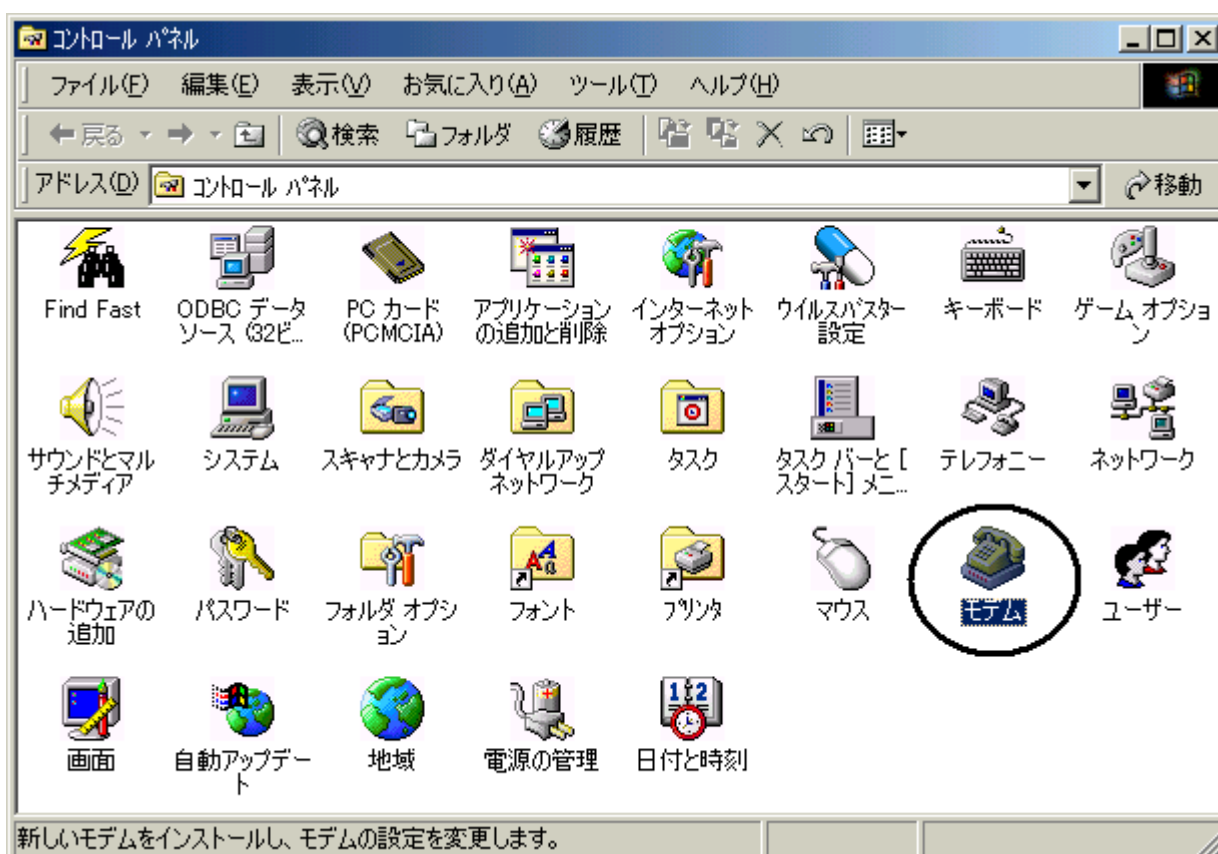 コントロール パネル
ファイル(F) 編集(E) 表示(V) お気に入り(A) ツール(T) ヘルプ(H)
戻る 検索 フォルダ 履歴
アドレス(D) コントロール パネル 移動
Find Fast
ODBC データ
ソース (32ビ...
PC カード
(PCMCIA)
アプリケーション
の追加と削除
インターネット
オプション
ウイルスバスター
設定
キーボード
ゲーム オプショ
ン
サウンドとマル
チメディア
システム
スキャナとカメラ
ダイヤルアップ
ネットワーク
タスク
タスク バーと [
スタート] メニ...
テレフォニー
ネットワーク
ハードウェアの
追加
パスワード
フォルダ オプシ
ョン
フォント
プリンタ
マウス
モデム
ユーザー
画面
自動アップデー
ト
地域
電源の管理
日付と時刻
新しいモデムをインストールし、モデムの設定を変更します。